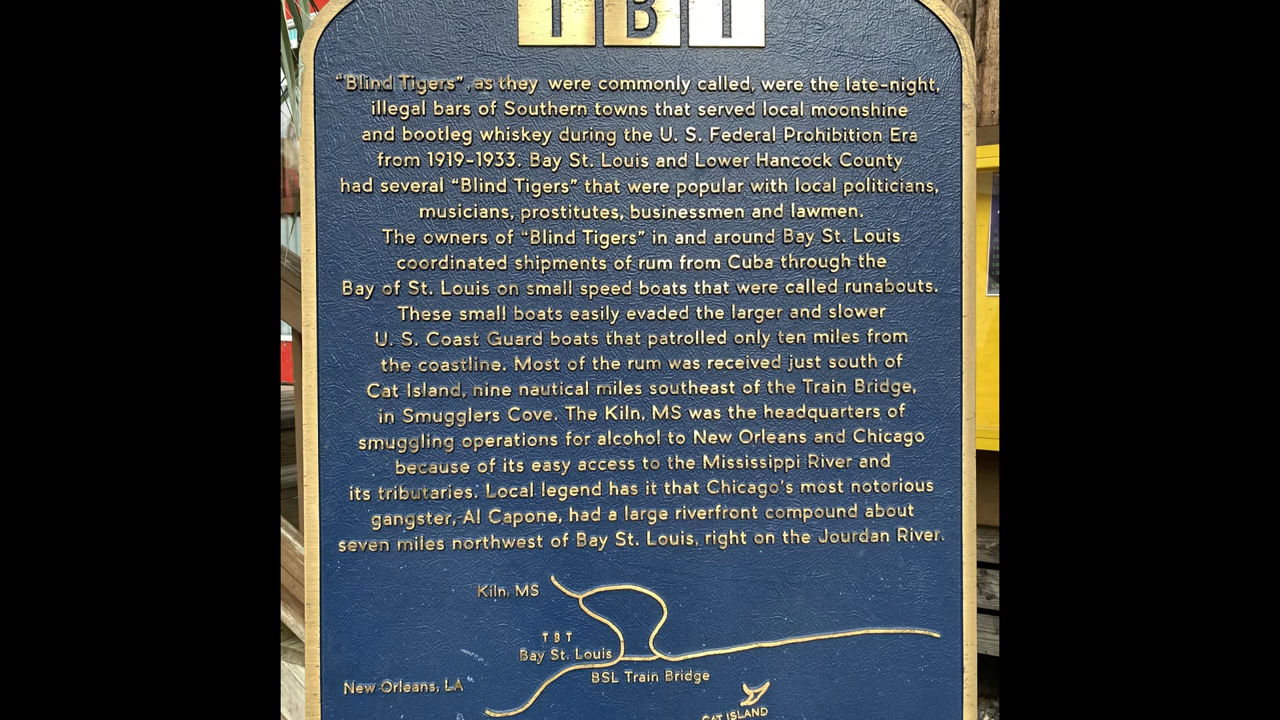 TBT
“Blind Tigers”, as they were commonly called, were the late-night,
illegal bars of Southern towns that served local moonshine
and bootleg whiskey during the U. S. Federal Prohibition Era
from 1919-1933. Bay St. Louis and Lower Hancock County
had several “Blind Tigers” that were popular with local politicians,
musicians, prostitutes, businessmen and lawmen.
The owners of “Blind Tigers” in and around Bay St. Louis
coordinated shipments of rum from Cuba through the
Bay of St. Louis on small speed boats that were called runabouts.
These small boats easily evaded the larger and slower
U. S. Coast Guard boats that patrolled only ten miles from
the coastline. Most of the rum was received just south of
Cat Island, nine nautical miles southeast of the Train Bridge,
in Smugglers Cove. The Kiln, MS was the headquarters of
smuggling operations for alcohol to New Orleans and Chicago
because of its easy access to the Mississippi River and
its tributaries. Local legend has it that Chicago's most notorious
gangster, Al Capone, had a large riverfront compound about
seven miles northwest of Bay St. Louis, right on the Jourdan River.
Kiln, MS
TBT
Bay St. Louis
BSL Train Bridge
New Orleans, LA
CAT ISLAND